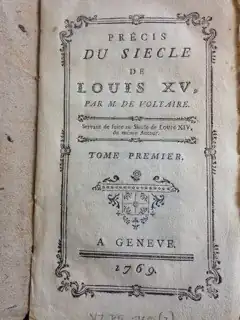 PRÉCIS
DU SIECLE
DE
LOUIS XV,
PAR M. DE VOLTAIRE.
Servant de suite au Siècle de Louis XIV,
du même Auteur.
TOME PREMIER.
A GENEVE.
1769.